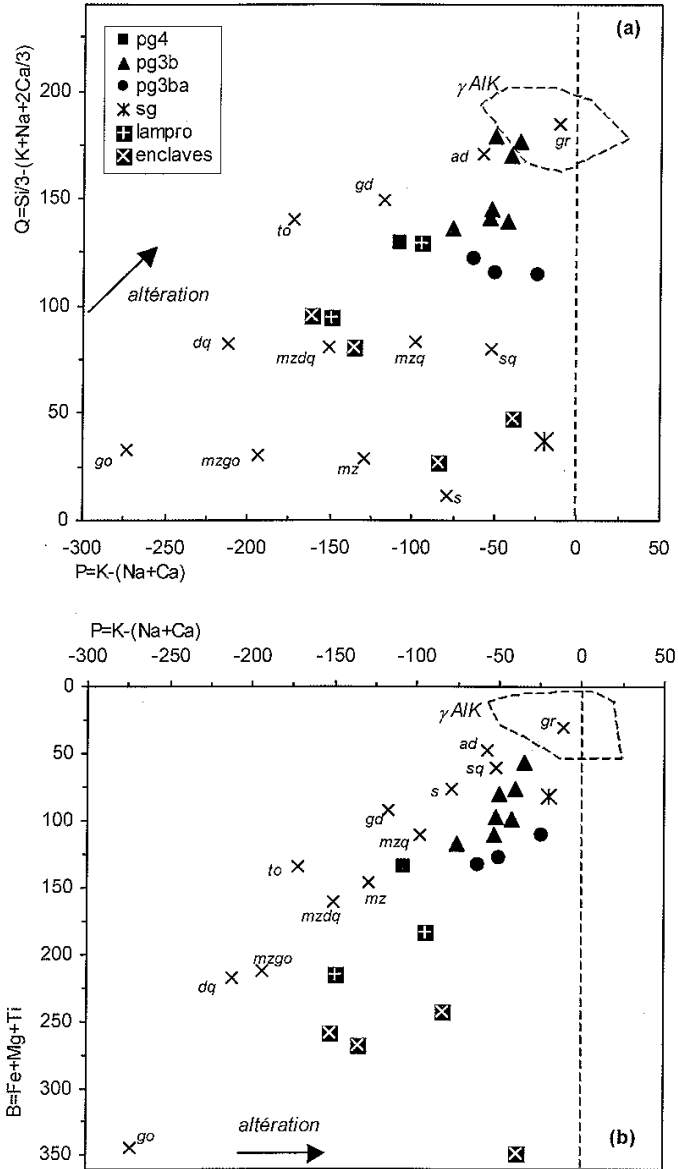 (a)
pg4
pg3b
pg3ba
sg
lampro
enclaves
γAlK
gr
ad
gd
to
altération
dq
mzdq
mzq
sq
go
mzgo
mz
s
Q=Si/3-(K+Na+2Ca/3)
200
150
100
50
0
-300 -250 -200 -150 -100 -50 0 50
P=K-(Na+Ca)
P=K-(Na+Ca)
-300 -250 -200 -150 -100 -50 0 50
0
50
100
150
200
250
300
350
B=Fe+Mg+Ti
γAlK
gr
ad
sq
s
gd
mzq
to
mz
mzdq
mzgo
dq
go
altération
(b)